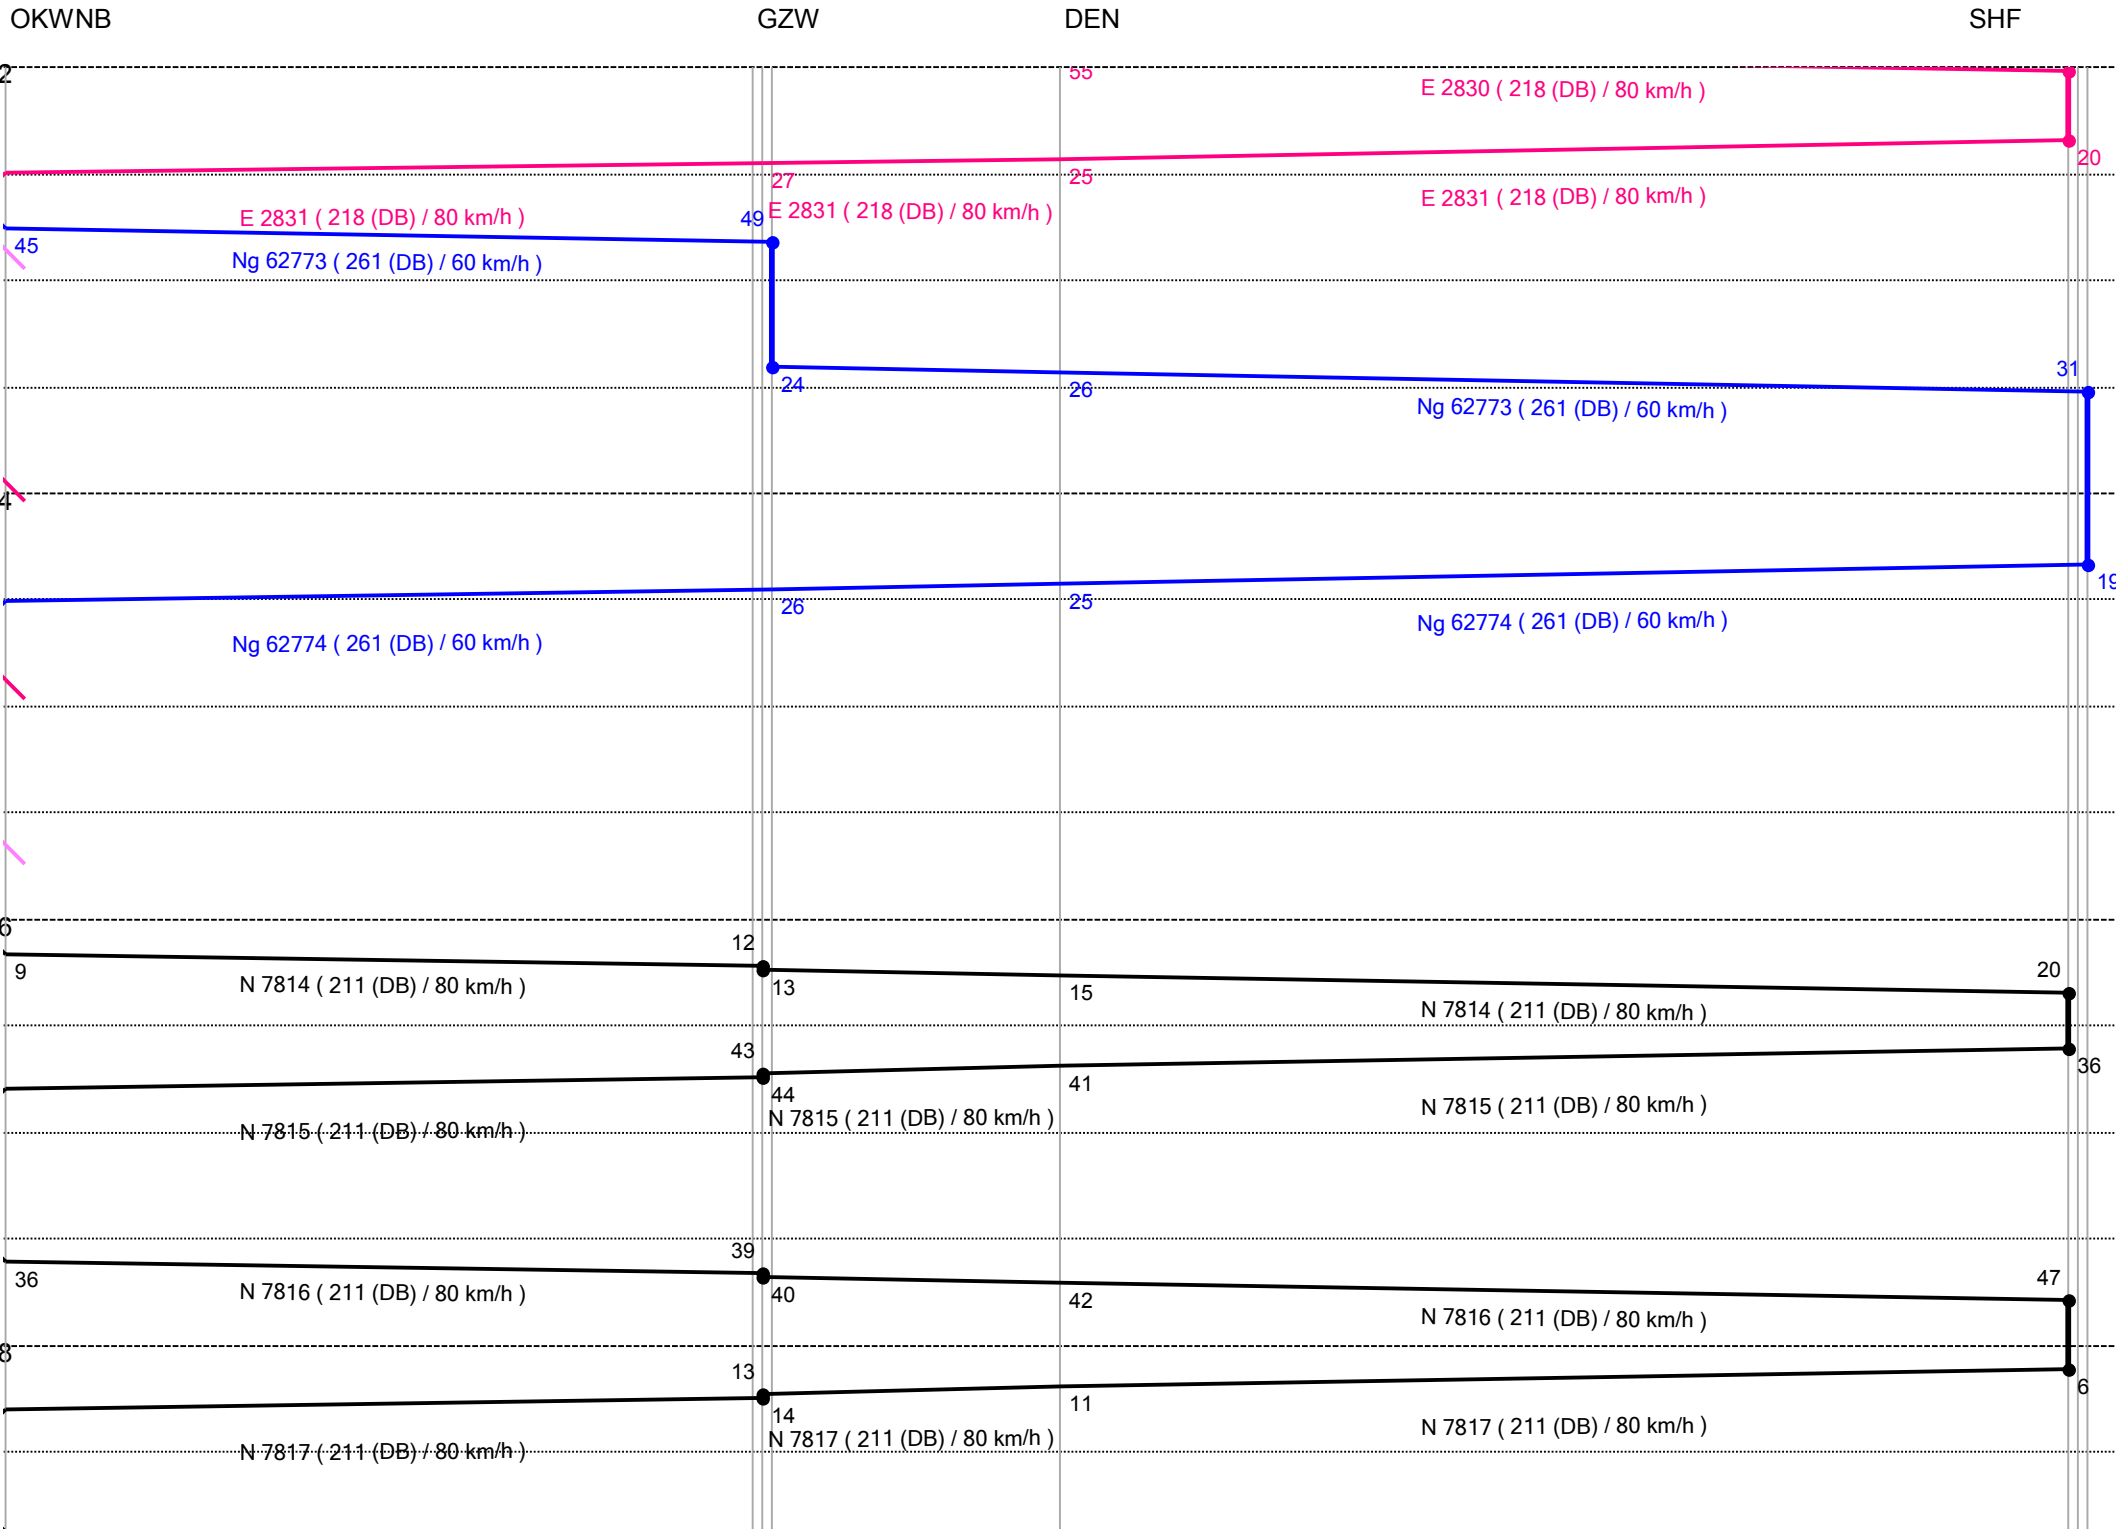 OKWNB GZW DEN SHF
2
55
E 2830 ( 218 (DB) / 80 km/h )
20
27
25
E 2831 ( 218 (DB) / 80 km/h )
E 2831 ( 218 (DB) / 80 km/h )
E 2831 ( 218 (DB) / 80 km/h )
49
45
Ng 62773 ( 261 (DB) / 60 km/h )
31
24
26
Ng 62773 ( 261 (DB) / 60 km/h )
4
19
26
25
Ng 62774 ( 261 (DB) / 60 km/h )
Ng 62774 ( 261 (DB) / 60 km/h )
6
12
9
N 7814 ( 211 (DB) / 80 km/h )
13
15
20
N 7814 ( 211 (DB) / 80 km/h )
43
44
41
36
N 7815 ( 211 (DB) / 80 km/h )
N 7815 ( 211 (DB) / 80 km/h )
N 7815 ( 211 (DB) / 80 km/h )
39
36
N 7816 ( 211 (DB) / 80 km/h )
40
42
47
N 7816 ( 211 (DB) / 80 km/h )
8
13
14
11
6
N 7817 ( 211 (DB) / 80 km/h )
N 7817 ( 211 (DB) / 80 km/h )
N 7817 ( 211 (DB) / 80 km/h )